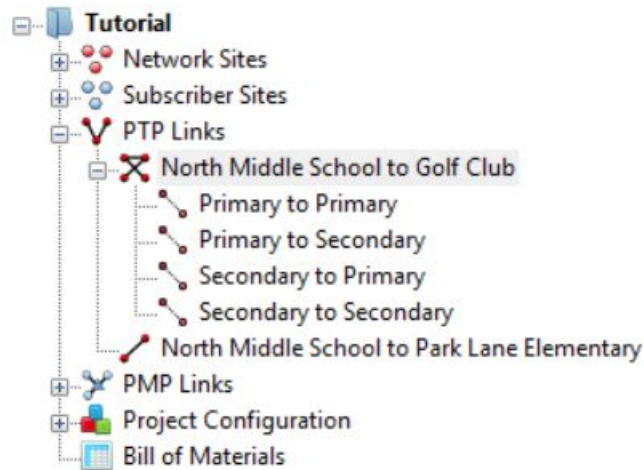 Tutorial
Network Sites
Subscriber Sites
PTP Links
North Middle School to Golf Club
Primary to Primary
Primary to Secondary
Secondary to Primary
Secondary to Secondary
North Middle School to Park Lane Elementary
PMP Links
Project Configuration
Bill of Materials